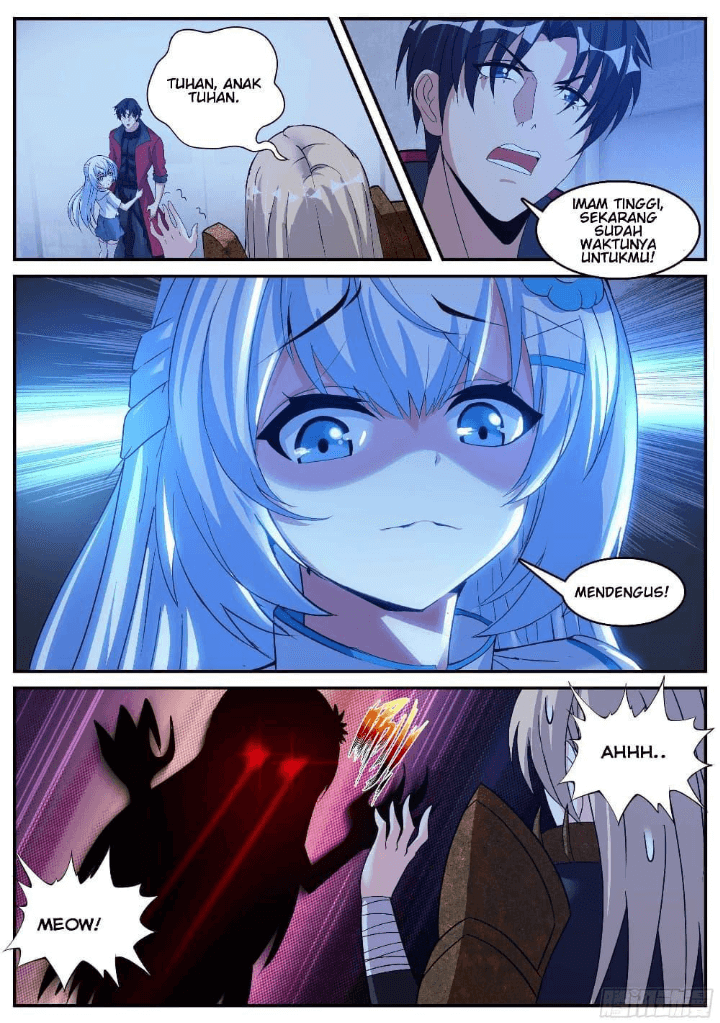 TUHAN, ANAK
TUHAN.
IMAM TINGGI,
SEKARANG
SUDAH
WAKTUNYA
UNTUKMU!
MENDENGUS!
AHHH..
MEOW!